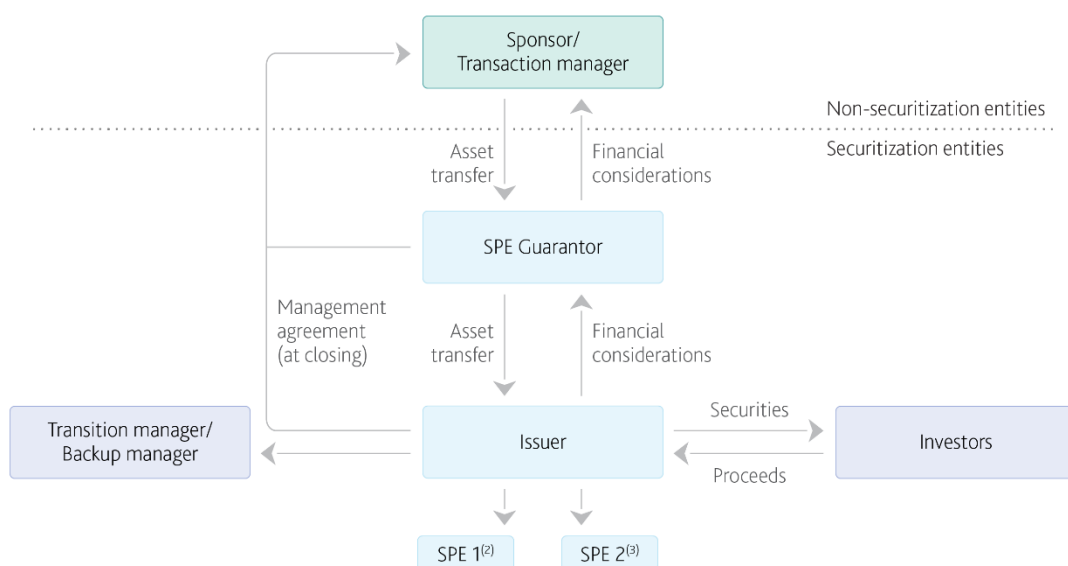 Sponsor/
Transaction manager
Non-securitization entities
Securitization entities
Asset
transfer
Financial
considerations
SPE Guarantor
Management
agreement
(at closing)
Asset
transfer
Financial
considerations
Transition manager/
Backup manager
Issuer
Securities
Proceeds
Investors
SPE 1(2)
SPE 2(3)